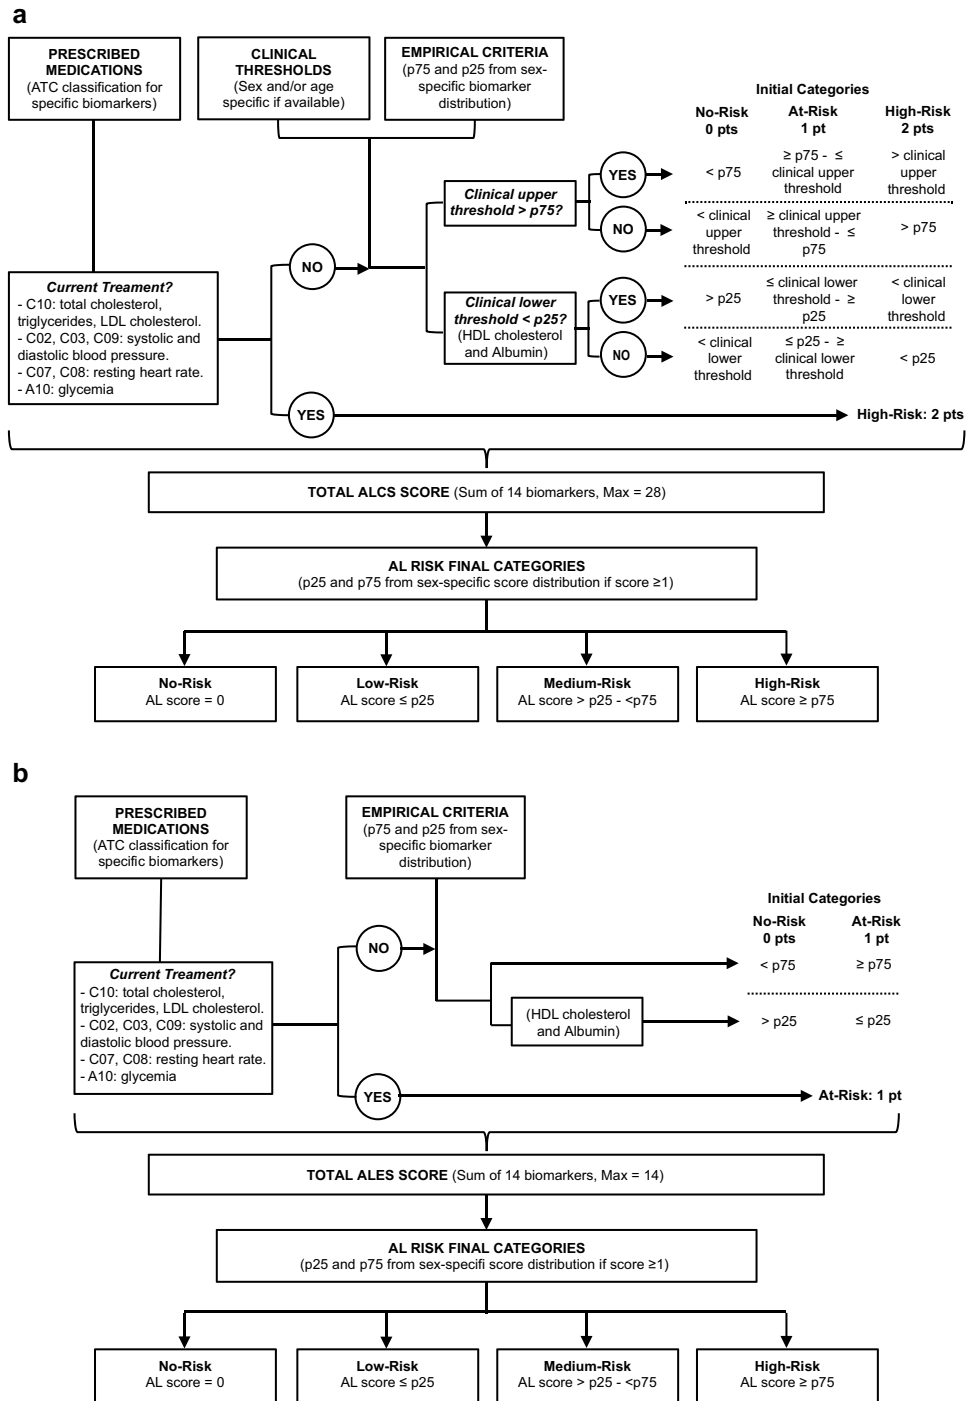 a
PRESCRIBED
MEDICATIONS
(ATC classification for
specific biomarkers)
CLINICAL
THRESHOLDS
(Sex and/or age
specific if available)
EMPIRICAL CRITERIA
(p75 and p25 from sex-
specific biomarker
distribution)
Initial Categories
No-Risk
0 pts
At-Risk
1 pt
High-Risk
2 pts
Clinical upper
threshold > p75?
YES
< p75
≥ p75 - ≤
clinical upper
threshold
> clinical
upper
threshold
NO
< clinical
upper
threshold
≥ clinical upper
threshold - ≤
p75
> p75
Current Treament?
- C10: total cholesterol,
triglycerides, LDL cholesterol.
- C02, C03, C09: systolic and
diastolic blood pressure.
- C07, C08: resting heart rate.
- A10: glycemia
NO
Clinical lower
threshold < p25?
(HDL cholesterol
and Albumin)
YES
> p25
≤ clinical lower
threshold - ≥
p25
< clinical
lower
threshold
NO
< clinical
lower
threshold
≤ p25 - ≥
clinical lower
threshold
< p25
YES
High-Risk: 2 pts
TOTAL ALCS SCORE (Sum of 14 biomarkers, Max = 28)
AL RISK FINAL CATEGORIES
(p25 and p75 from sex-specific score distribution if score ≥1)
No-Risk
AL score = 0
Low-Risk
AL score ≤ p25
Medium-Risk
AL score > p25 - <p75
High-Risk
AL score ≥ p75
b
PRESCRIBED
MEDICATIONS
(ATC classification for
specific biomarkers)
EMPIRICAL CRITERIA
(p75 and p25 from sex-
specific biomarker
distribution)
Initial Categories
No-Risk
0 pts
At-Risk
1 pt
Current Treament?
- C10: total cholesterol,
triglycerides, LDL cholesterol.
- C02, C03, C09: systolic and
diastolic blood pressure.
- C07, C08: resting heart rate.
- A10: glycemia
NO
< p75
≥ p75
(HDL cholesterol
and Albumin)
> p25
≤ p25
YES
At-Risk: 1 pt
TOTAL ALES SCORE (Sum of 14 biomarkers, Max = 14)
AL RISK FINAL CATEGORIES
(p25 and p75 from sex-specifi score distribution if score ≥1)
No-Risk
AL score = 0
Low-Risk
AL score ≤ p25
Medium-Risk
AL score > p25 - <p75
High-Risk
AL score ≥ p75